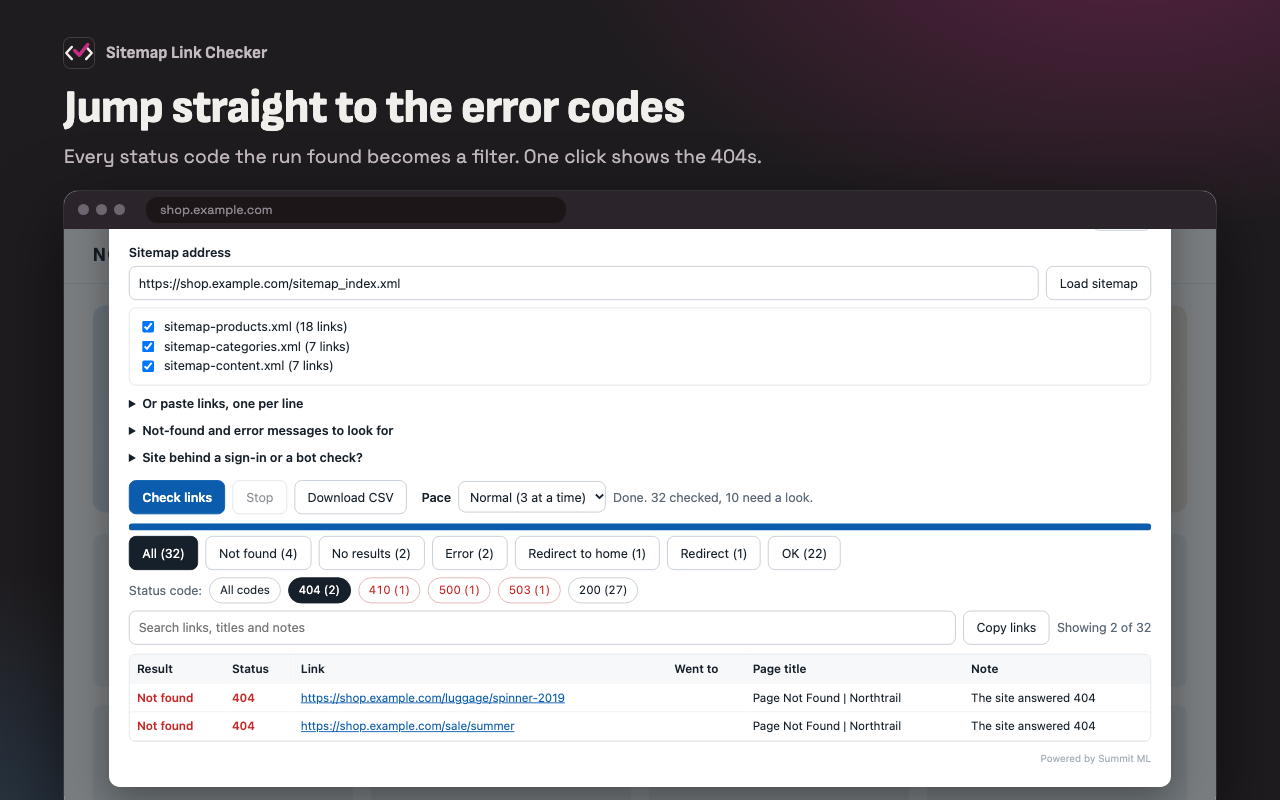 Sitemap Link Checker
Jump straight to the error codes
Every status code the run found becomes a filter. One click shows the 404s.
shop.example.com
Sitemap address
https://shop.example.com/sitemap_index.xml
Load sitemap
sitemap-products.xml (18 links)
sitemap-categories.xml (7 links)
sitemap-content.xml (7 links)
Or paste links, one per line
Not-found and error messages to look for
Site behind a sign-in or a bot check?
Check links Stop Download CSV Pace Normal (3 at a time) Done. 32 checked, 10 need a look.
All (32) Not found (4) No results (2) Error (2) Redirect to home (1) Redirect (1) OK (22)
Status code: All codes 404 (2) 410 (1) 500 (1) 503 (1) 200 (27)
Search links, titles and notes Copy links Showing 2 of 32
Result Status Link Went to Page title Note
Not found 404 https://shop.example.com/luggage/spinner-2019 Page Not Found | Northtrail The site answered 404
Not found 404 https://shop.example.com/sale/summer Page Not Found | Northtrail The site answered 404
Powered by Summit ML